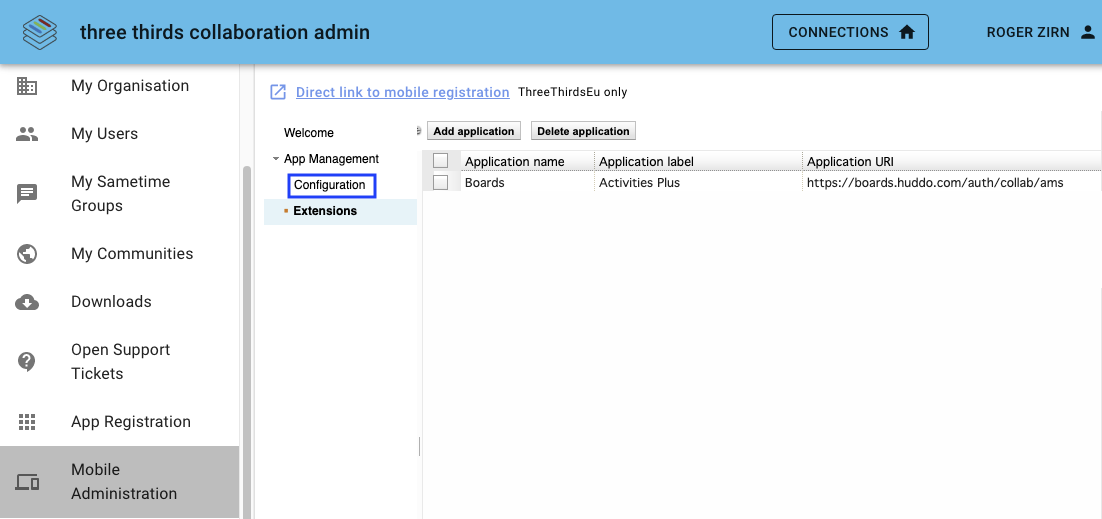 three thirds collaboration admin
CONNECTIONS
ROGER ZIRN
My Organisation
My Users
My Sametime
Groups
My Communities
Downloads
Open Support
Tickets
App Registration
Mobile
Administration
Direct link to mobile registration ThreeThirdsEu only
Welcome
App Management
Configuration
Extensions
Add application Delete application
Application name Application label Application URI
Boards Activities Plus https://boards.huddo.com/auth/collab/ams